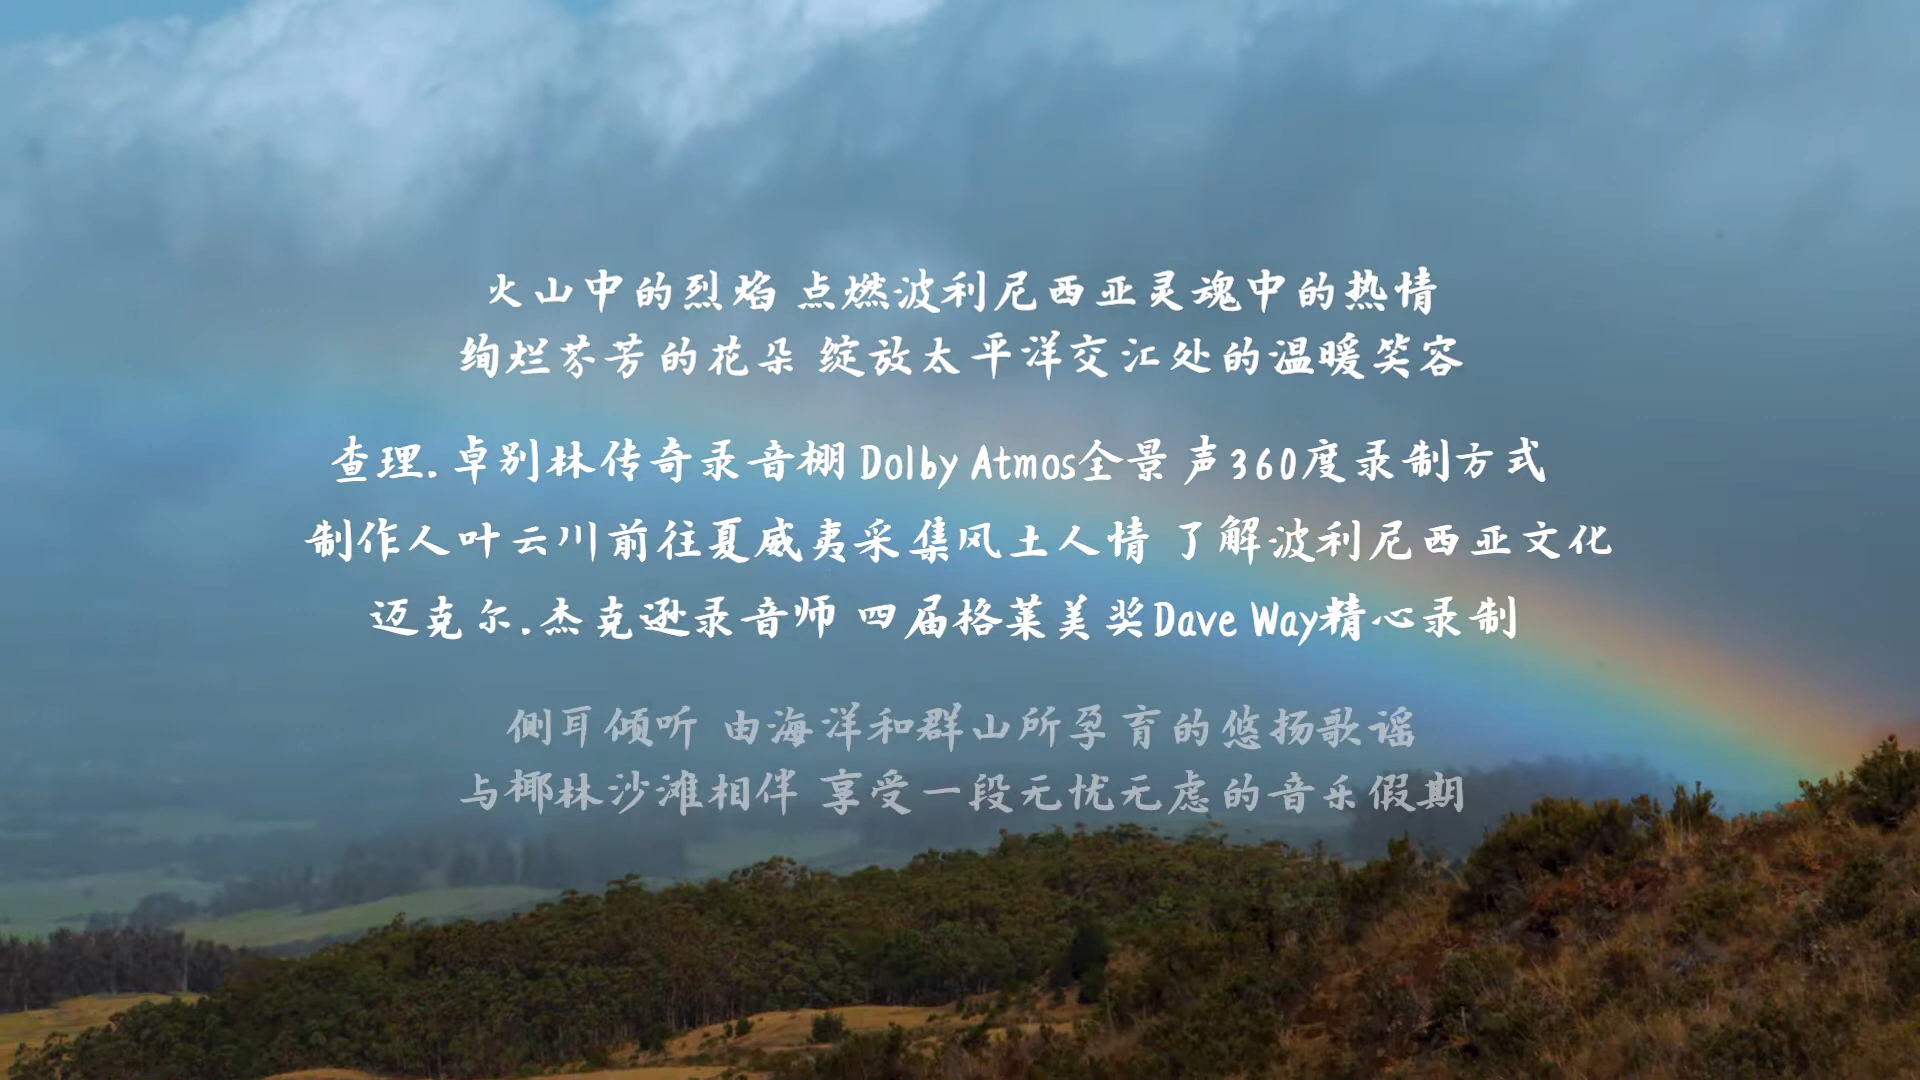 火山中的烈焰 点燃波利尼西亚灵魂中的热情
绚烂芬芳的花朵 绽放太平洋交汇处的温暖笑容
查理.卓别林传奇录音棚 Dolby Atmos全景声360度录制方式
制作人叶云川前往夏威夷采集风土人情 了解波利尼西亚文化
迈克尔.杰克逊录音师 四届格莱美奖Dave Way精心录制
侧耳倾听 由海洋和群山所孕育的悠扬歌谣
与椰林沙滩相伴 享受一段无忧无虑的音乐假期